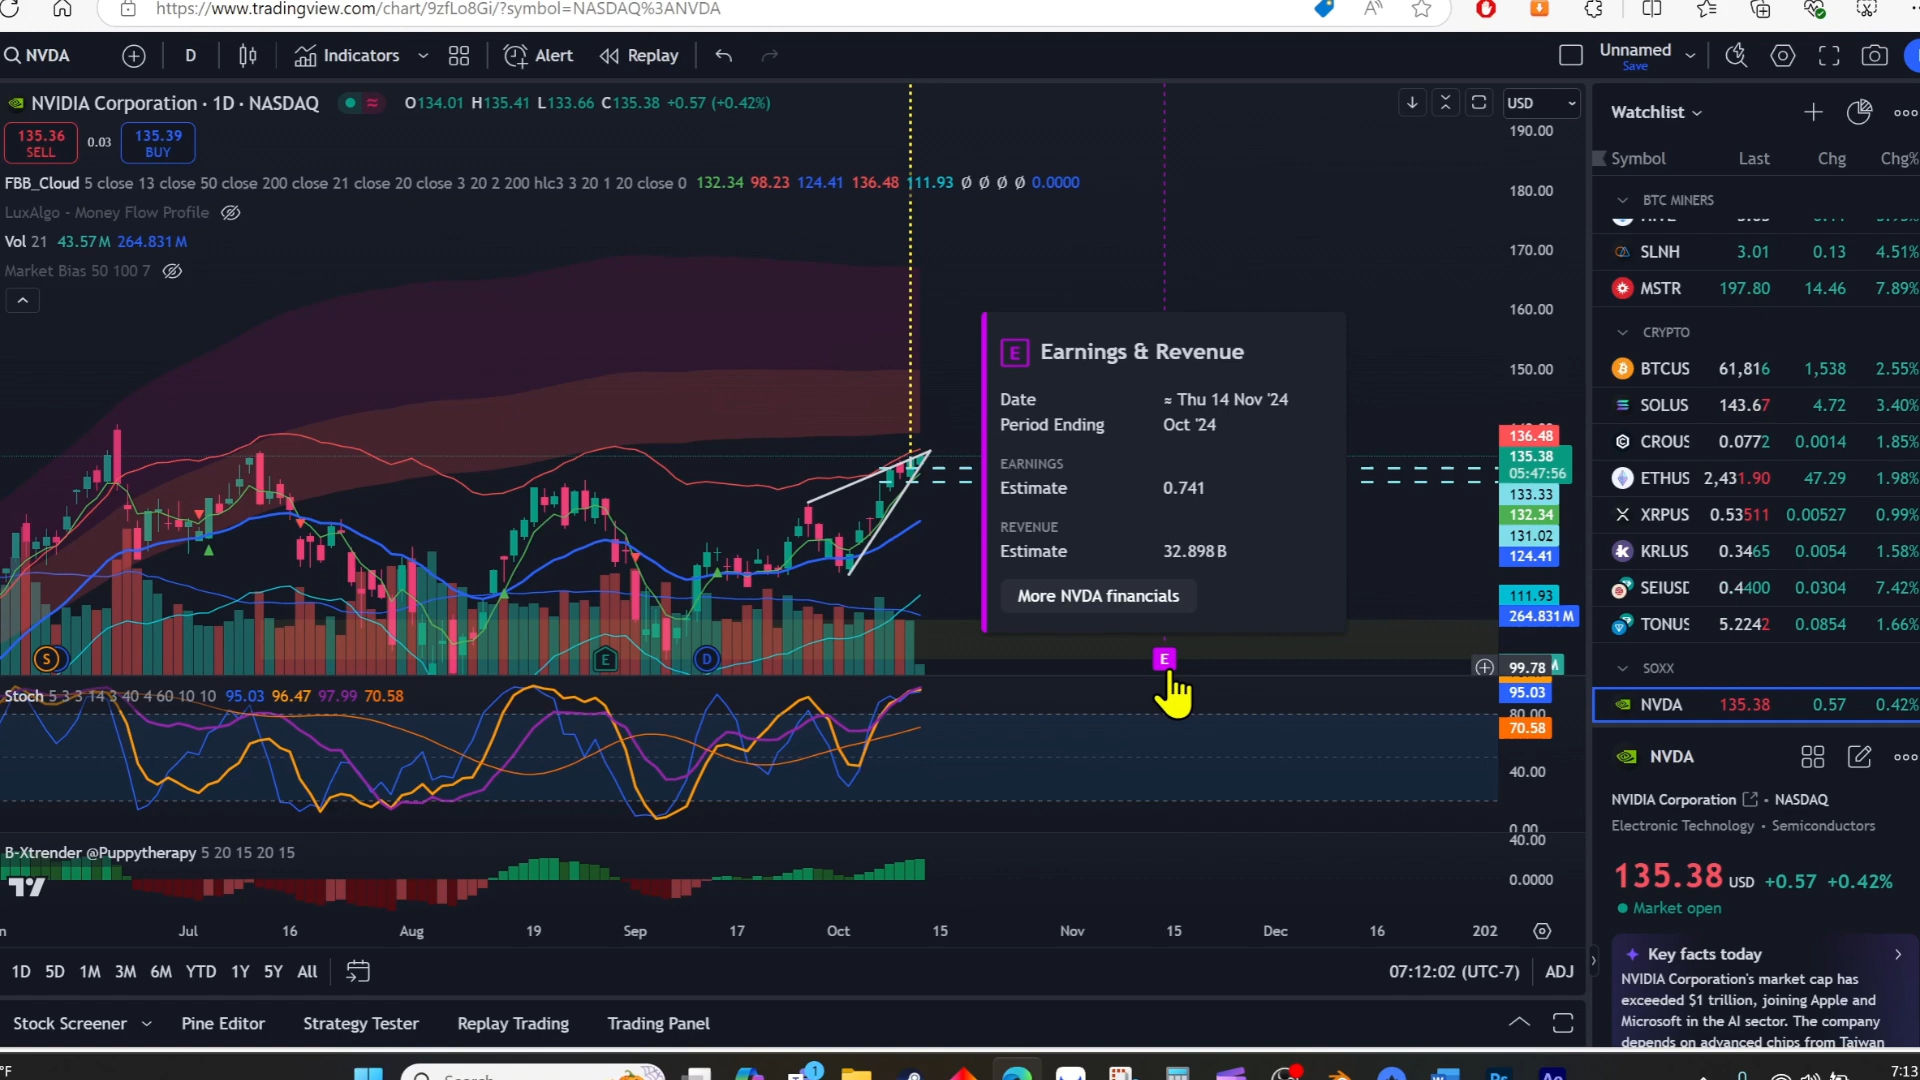 https://www.tradingview.com/chart/9zfLo8Gi/?symbol=NASDAQ%3ANVDA
NVDA D Indicators Alert Replay Unnamed
Save
NVIDIA Corporation · 1D · NASDAQ O134.01 H135.41 L133.66 C135.38 +0.57 (+0.42%) USD
135.36 SELL 0.03 135.39 BUY
FBB_Cloud 5 close 13 close 50 close 200 close 21 close 20 close 3 20 2 200 hlc3 3 20 1 20 close 0 132.34 98.23 124.41 136.48 111.93 Ø Ø Ø Ø 0.0000
LuxAlgo - Money Flow Profile
Vol 21 43.57M 264.831M
Market Bias 50 100 7
190.00
180.00
170.00
160.00
150.00
136.48
135.38
05:47:56
133.33
132.34
131.02
124.41
111.93
264.831M
99.78
E Earnings & Revenue
Date ≈ Thu 14 Nov '24
Period Ending Oct '24
EARNINGS
Estimate 0.741
REVENUE
Estimate 32.898B
More NVDA financials
S E D E
Stoch 5 3 3 14 3 40 4 60 10 10 95.03 96.47 97.99 70.58
95.03
80.00
70.58
40.00
0.00
B-Xtrender @Puppytherapy 5 20 15 20 15
40.00
0.0000
Jul 16 Aug 19 Sep 17 Oct 15 Nov 15 Dec 16 202
1D 5D 1M 3M 6M YTD 1Y 5Y All 07:12:02 (UTC-7) ADJ
Stock Screener Pine Editor Strategy Tester Replay Trading Trading Panel
Watchlist
Symbol Last Chg Chg%
BTC MINERS
SLNH 3.01 0.13 4.51%
MSTR 197.80 14.46 7.89%
CRYPTO
BTCUS 61,816 1,538 2.55%
SOLUS 143.67 4.72 3.40%
CROUS 0.0772 0.0014 1.85%
ETHUS 2,431.90 47.29 1.98%
XRPUS 0.53511 0.00527 0.99%
KRLUS 0.3465 0.0054 1.58%
SEIUSD 0.4400 0.0304 7.42%
TONUS 5.2242 0.0854 1.66%
SOXX
NVDA 135.38 0.57 0.42%
NVDA
NVIDIA Corporation • NASDAQ
Electronic Technology • Semiconductors
135.38 USD +0.57 +0.42%
Market open
Key facts today
NVIDIA Corporation's market cap has
exceeded $1 trillion, joining Apple and
Microsoft in the AI sector. The company
depends on advanced chips from Taiwan
°F Search 1 7:13